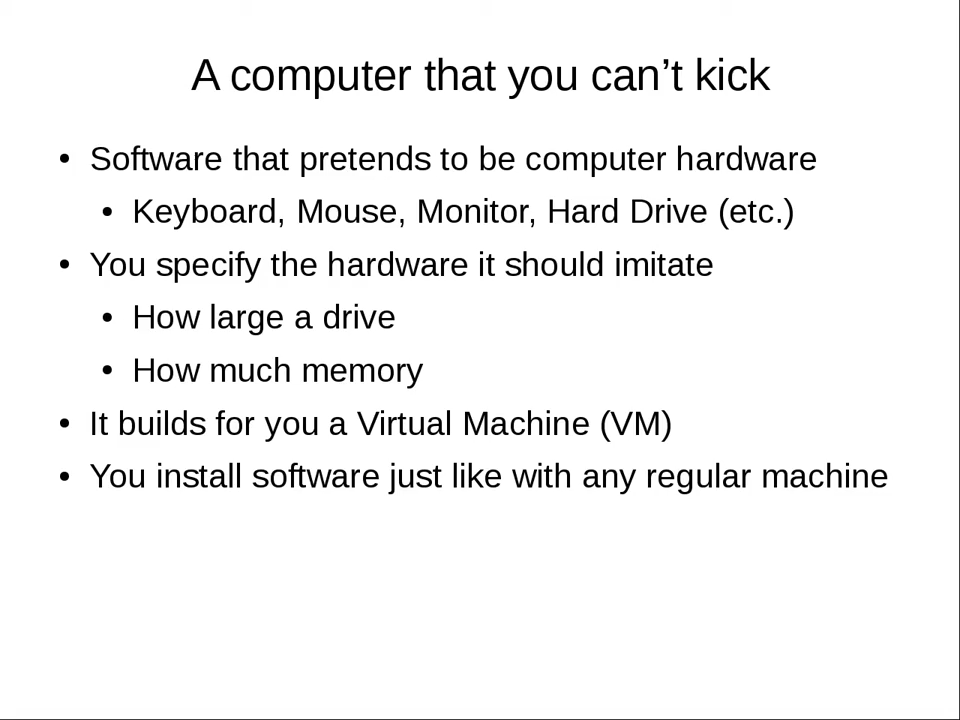 A computer that you can’t kick
• Software that pretends to be computer hardware
• Keyboard, Mouse, Monitor, Hard Drive (etc.)
• You specify the hardware it should imitate
• How large a drive
• How much memory
• It builds for you a Virtual Machine (VM)
• You install software just like with any regular machine